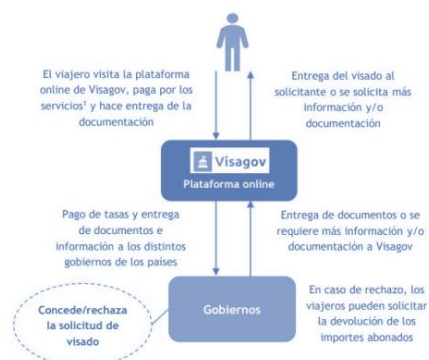 El viajero visita la plataforma
online de Visagov, paga por los
servicios¹ y hace entrega de la
documentación
Entrega del visado al
solicitante o se solicita más
información y/o
documentación
Visagov
Plataforma online
Pago de tasas y entrega
de documentos e
información a los distintos
gobiernos de los países
Entrega de documentos o se
requiere más información y/o
documentación a Visagov
Concede/rechaza
la solicitud de
visado
Gobiernos
En caso de rechazo, los
viajeros pueden solicitar
la devolución de los
importes abonados